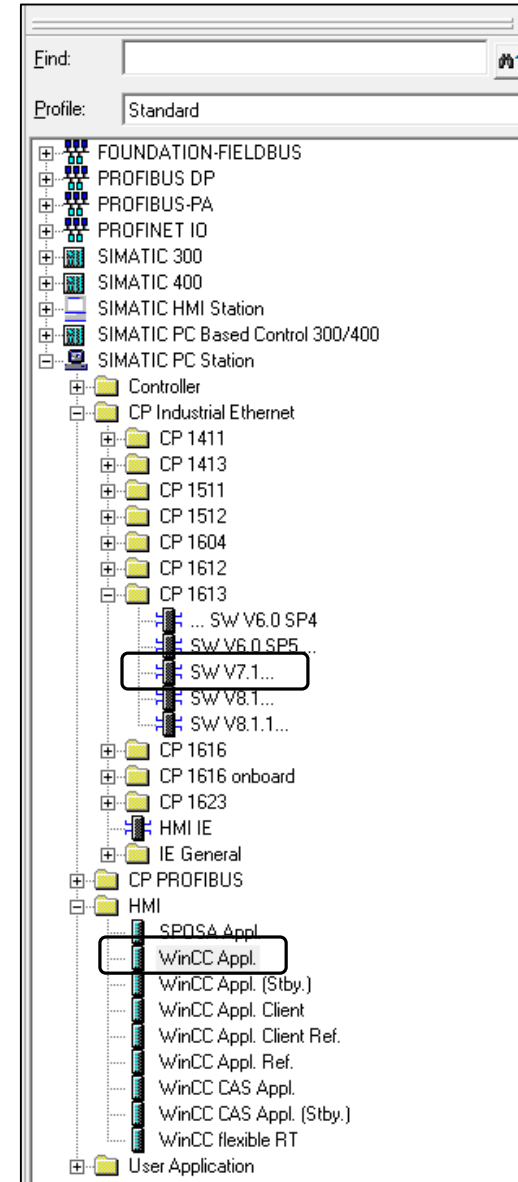 Find:
Profile: Standard
FOUNDATION-FIELDBUS
PROFIBUS DP
PROFIBUS-PA
PROFINET IO
SIMATIC 300
SIMATIC 400
SIMATIC HMI Station
SIMATIC PC Based Control 300/400
SIMATIC PC Station
Controller
CP Industrial Ethernet
CP 1411
CP 1413
CP 1511
CP 1512
CP 1604
CP 1612
CP 1613
... SW V6.0 SP4
SW V6.0 SP5 ...
SW V7.1...
SW V8.1...
SW V8.1.1...
CP 1616
CP 1616 onboard
CP 1623
HMI IE
IE General
CP PROFIBUS
HMI
SPOSA Appl.
WinCC Appl.
WinCC Appl. (Stby.)
WinCC Appl. Client
WinCC Appl. Client Ref.
WinCC Appl. Ref.
WinCC CAS Appl.
WinCC CAS Appl. (Stby.)
WinCC flexible RT
User Application